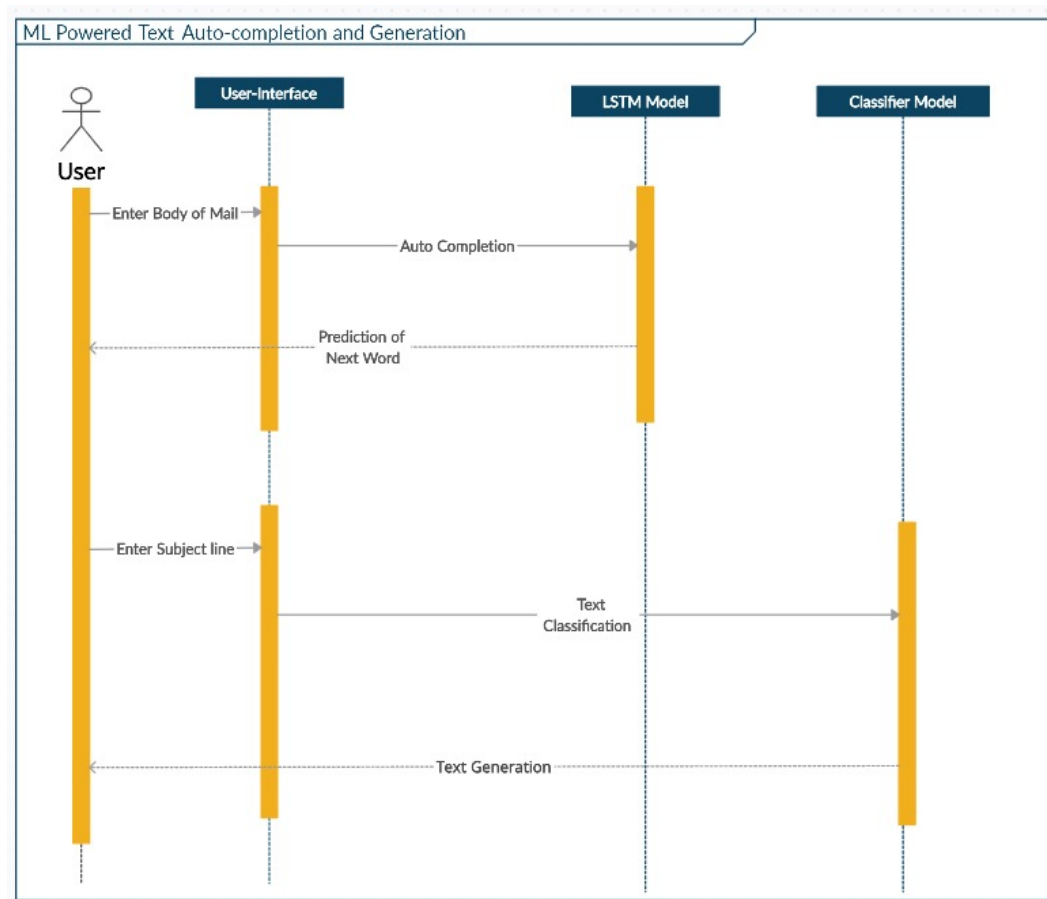 ML Powered Text Auto-completion and Generation
User-Interface
LSTM Model
Classifier Model
User
Enter Body of Mail
Auto Completion
Prediction of
Next Word
Enter Subject line
Text
Classification
Text Generation